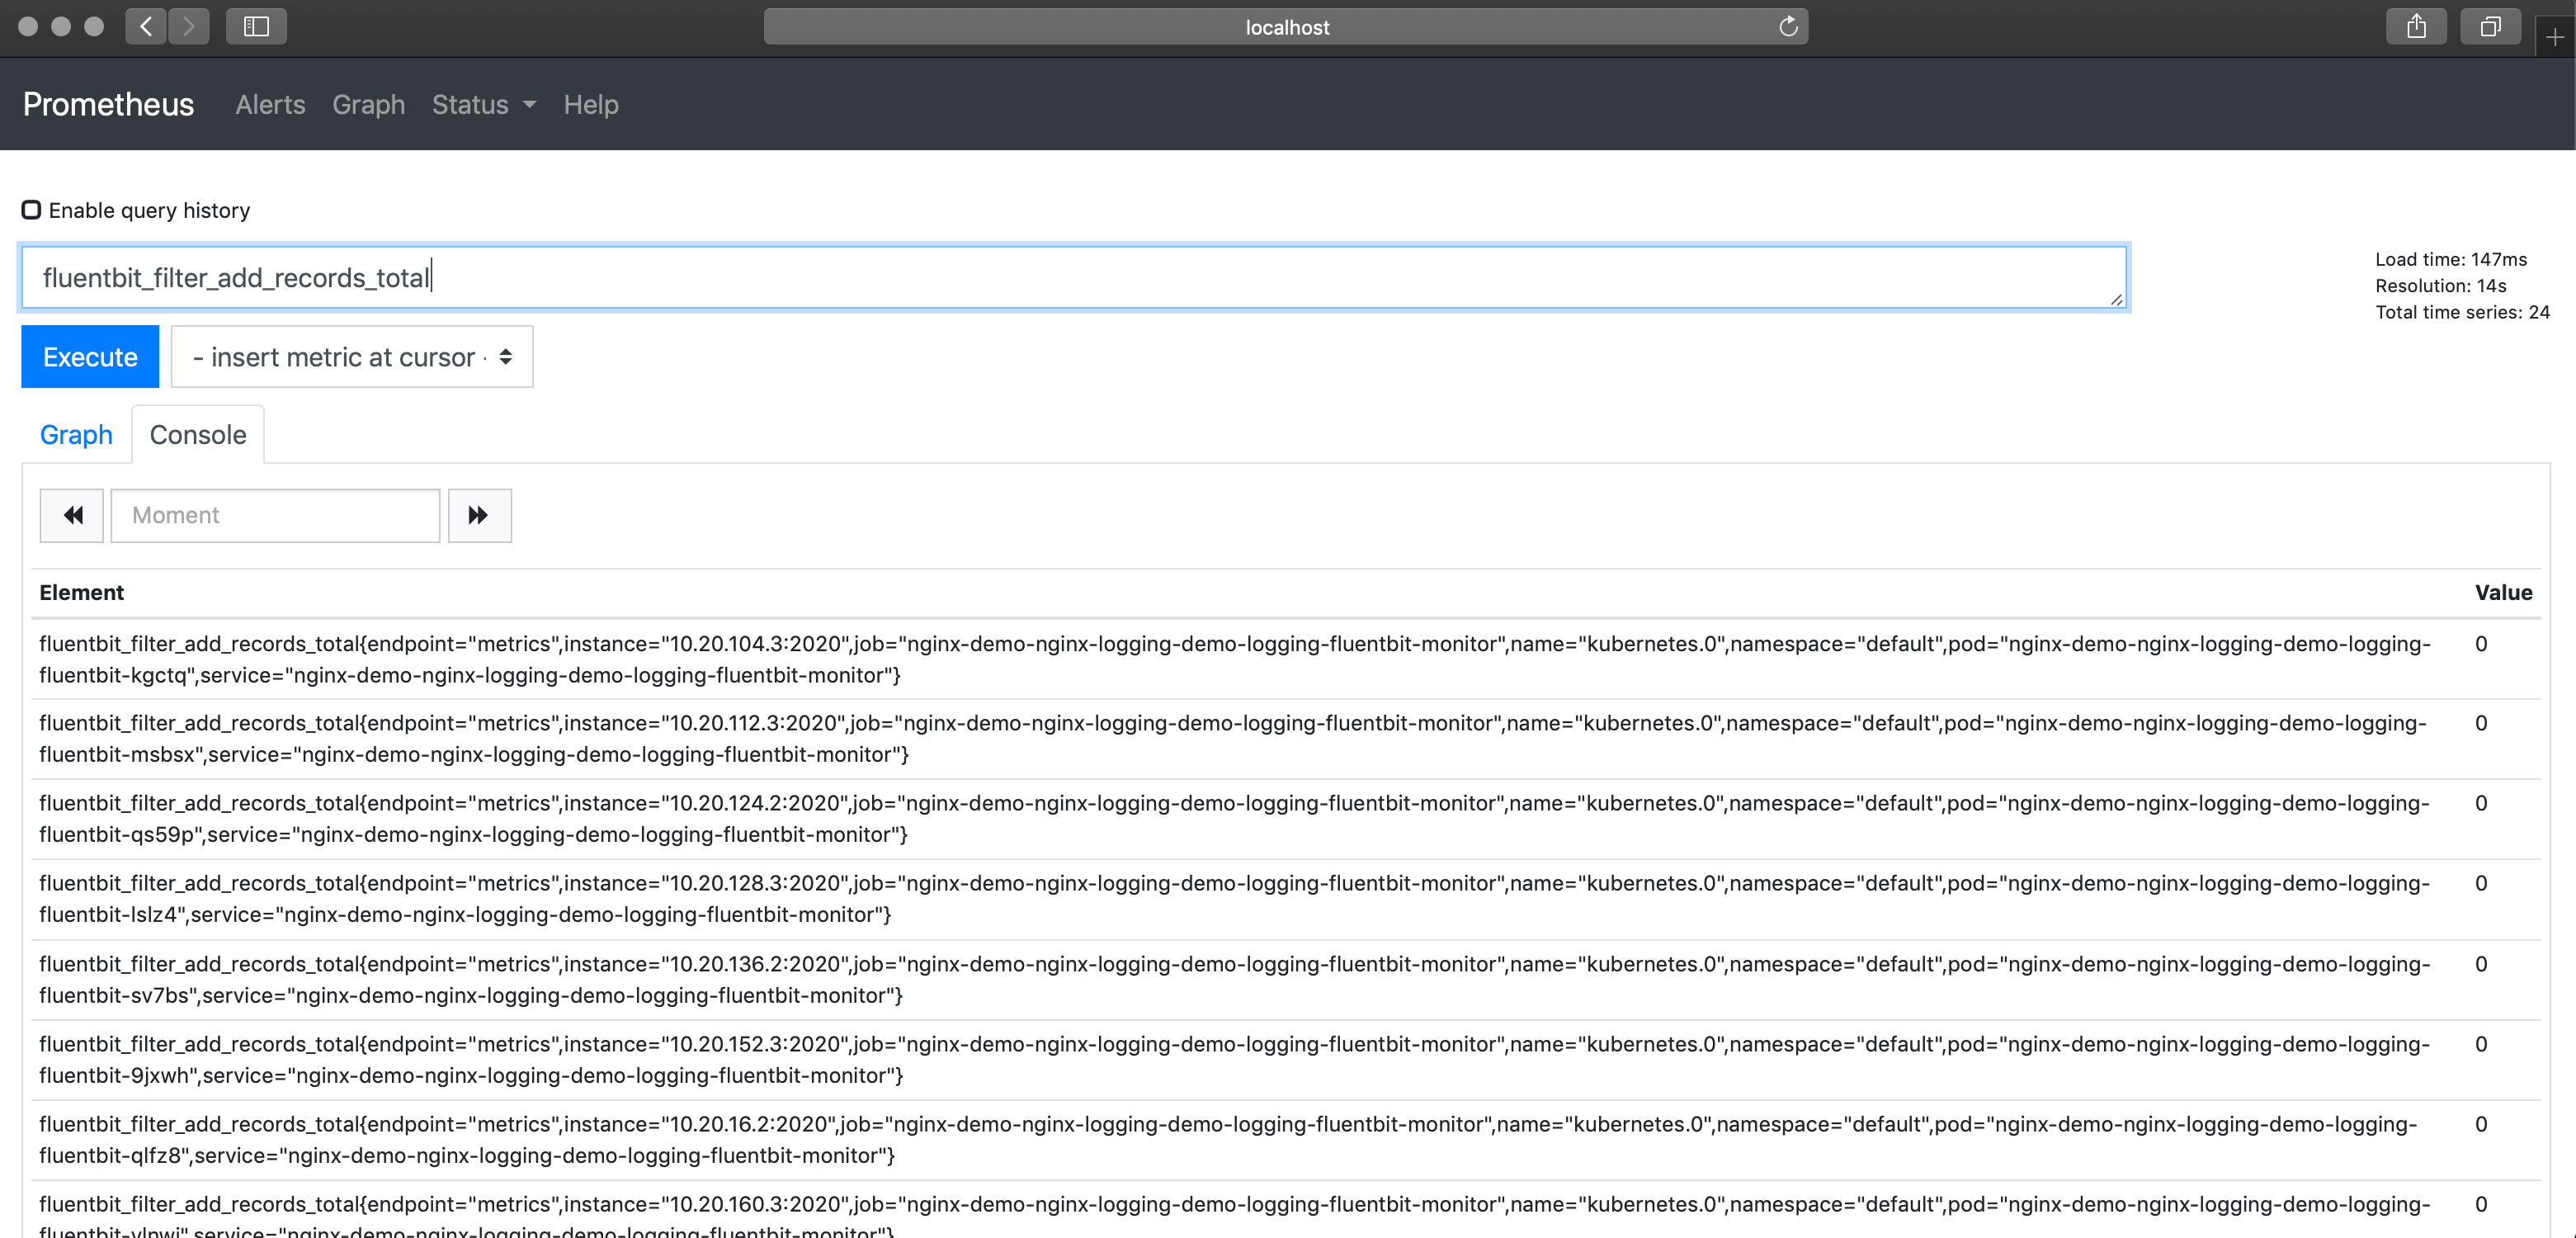 localhost
Prometheus Alerts Graph Status Help
Enable query history
fluentbit_filter_add_records_total
Load time: 147ms
Resolution: 14s
Total time series: 24
Execute
- insert metric at cursor -
Graph Console
Moment
Element Value
fluentbit_filter_add_records_total{endpoint="metrics",instance="10.20.104.3:2020",job="nginx-demo-nginx-logging-demo-logging-fluentbit-monitor",name="kubernetes.0",namespace="default",pod="nginx-demo-nginx-logging-demo-logging- 0
fluentbit-kgctq",service="nginx-demo-nginx-logging-demo-logging-fluentbit-monitor"}
fluentbit_filter_add_records_total{endpoint="metrics",instance="10.20.112.3:2020",job="nginx-demo-nginx-logging-demo-logging-fluentbit-monitor",name="kubernetes.0",namespace="default",pod="nginx-demo-nginx-logging-demo-logging- 0
fluentbit-msbsx",service="nginx-demo-nginx-logging-demo-logging-fluentbit-monitor"}
fluentbit_filter_add_records_total{endpoint="metrics",instance="10.20.124.2:2020",job="nginx-demo-nginx-logging-demo-logging-fluentbit-monitor",name="kubernetes.0",namespace="default",pod="nginx-demo-nginx-logging-demo-logging- 0
fluentbit-qs59p",service="nginx-demo-nginx-logging-demo-logging-fluentbit-monitor"}
fluentbit_filter_add_records_total{endpoint="metrics",instance="10.20.128.3:2020",job="nginx-demo-nginx-logging-demo-logging-fluentbit-monitor",name="kubernetes.0",namespace="default",pod="nginx-demo-nginx-logging-demo-logging- 0
fluentbit-lslz4",service="nginx-demo-nginx-logging-demo-logging-fluentbit-monitor"}
fluentbit_filter_add_records_total{endpoint="metrics",instance="10.20.136.2:2020",job="nginx-demo-nginx-logging-demo-logging-fluentbit-monitor",name="kubernetes.0",namespace="default",pod="nginx-demo-nginx-logging-demo-logging- 0
fluentbit-sv7bs",service="nginx-demo-nginx-logging-demo-logging-fluentbit-monitor"}
fluentbit_filter_add_records_total{endpoint="metrics",instance="10.20.152.3:2020",job="nginx-demo-nginx-logging-demo-logging-fluentbit-monitor",name="kubernetes.0",namespace="default",pod="nginx-demo-nginx-logging-demo-logging- 0
fluentbit-9jxwh",service="nginx-demo-nginx-logging-demo-logging-fluentbit-monitor"}
fluentbit_filter_add_records_total{endpoint="metrics",instance="10.20.16.2:2020",job="nginx-demo-nginx-logging-demo-logging-fluentbit-monitor",name="kubernetes.0",namespace="default",pod="nginx-demo-nginx-logging-demo-logging- 0
fluentbit-qlfz8",service="nginx-demo-nginx-logging-demo-logging-fluentbit-monitor"}
fluentbit_filter_add_records_total{endpoint="metrics",instance="10.20.160.3:2020",job="nginx-demo-nginx-logging-demo-logging-fluentbit-monitor",name="kubernetes.0",namespace="default",pod="nginx-demo-nginx-logging-demo-logging- 0
service="nginx-demo-nginx-logging-demo-logging-fluentbit-monitor"}